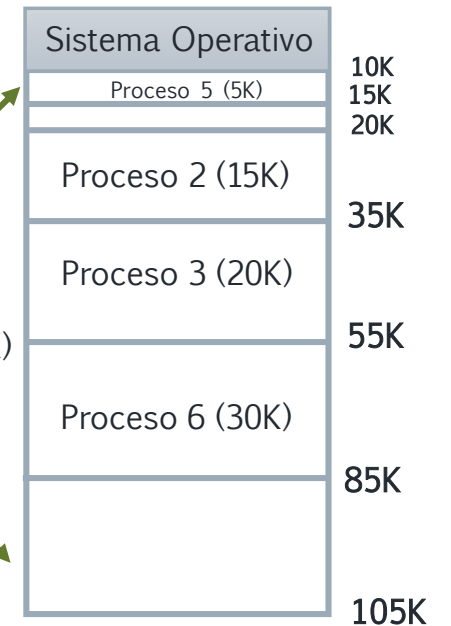 Sistema Operativo
10K
Proceso 5 (5K)
15K
20K
Proceso 2 (15K)
35K
Proceso 3 (20K)
55K
)
Proceso 6 (30K)
85K
105K